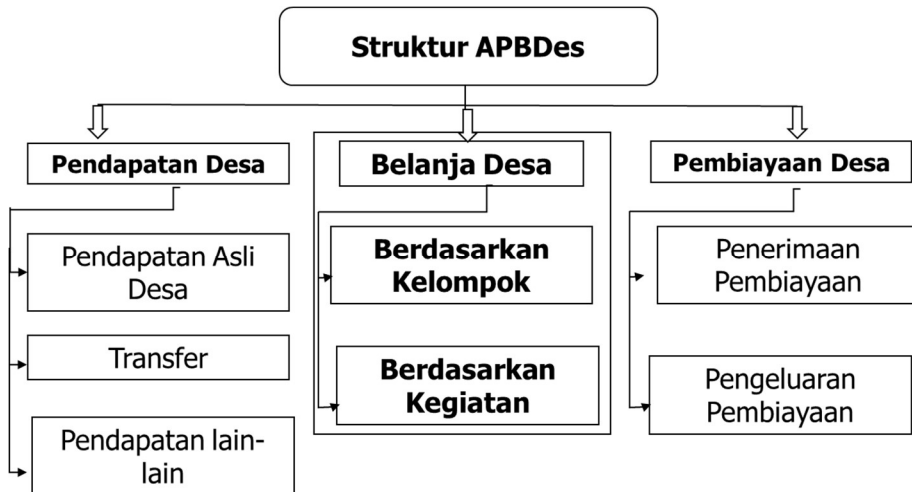 Struktur APBDes
Pendapatan Desa
Pendapatan Asli
Desa
Transfer
Pendapatan lain-
lain
Belanja Desa
Berdasarkan
Kelompok
Berdasarkan
Kegiatan
Pembiayaan Desa
Penerimaan
Pembiayaan
Pengeluaran
Pembiayaan